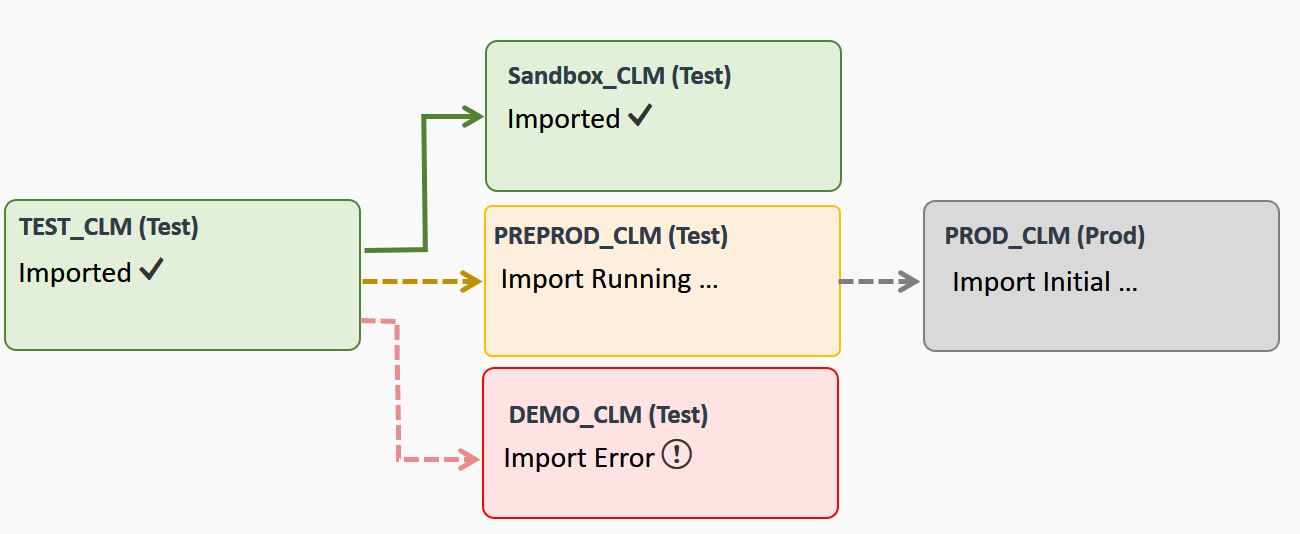 Sandbox_CLM (Test)
Imported ✔
TEST_CLM (Test)
Imported ✔
PREPROD_CLM (Test)
Import Running ...
PROD_CLM (Prod)
Import Initial ...
DEMO_CLM (Test)
Import Error !